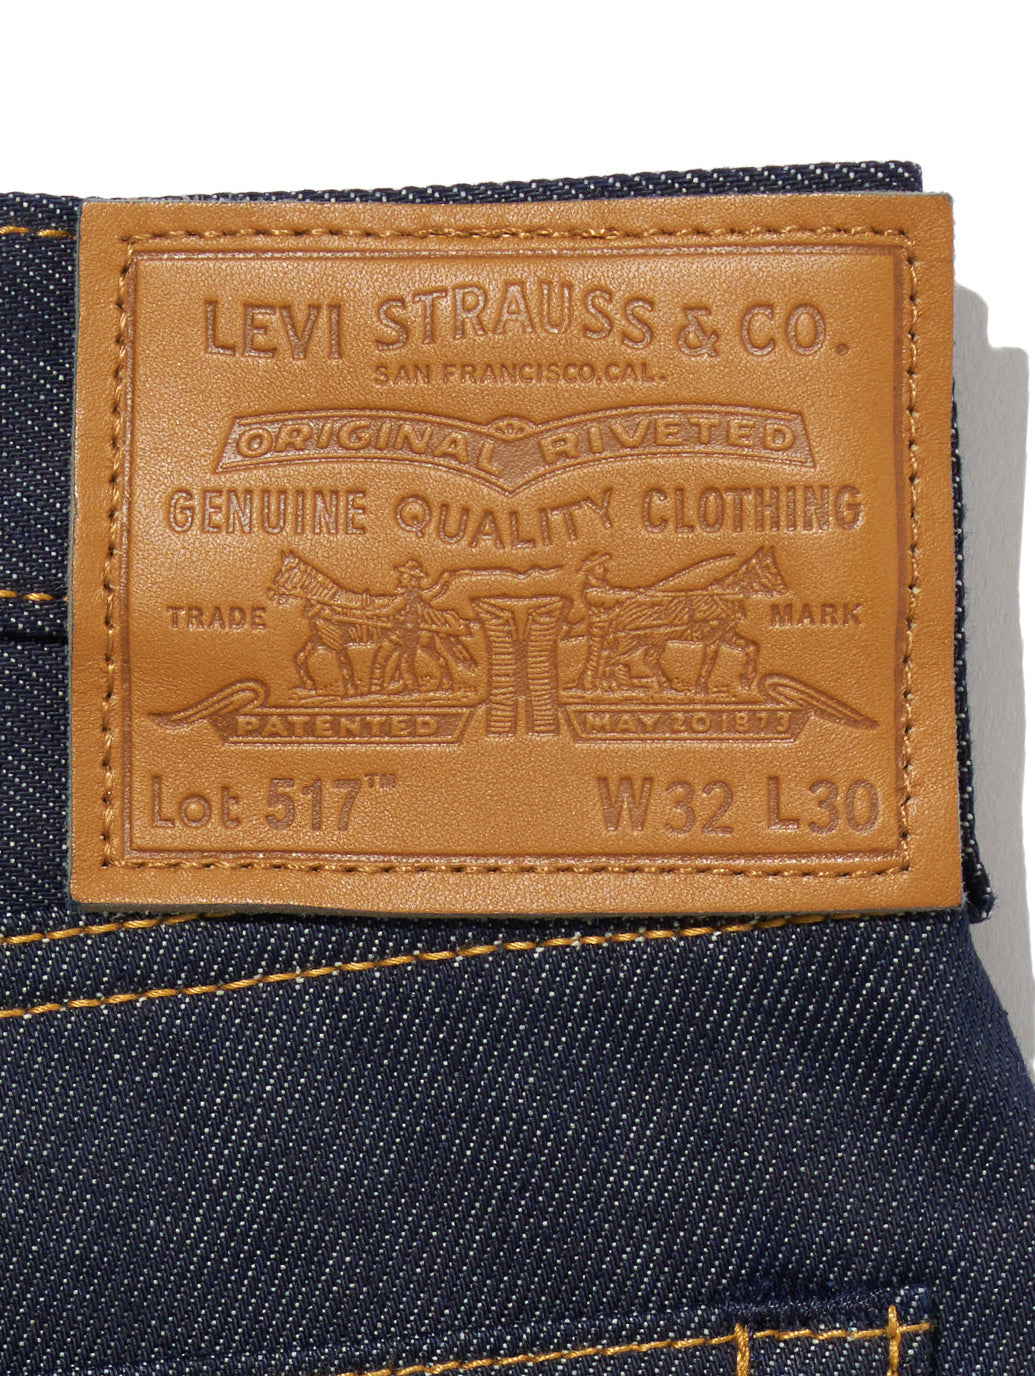 LEVI STRAUSS & CO.
SAN FRANCISCO, CAL.
ORIGINAL RIVETED
GENUINE QUALITY CLOTHING
TRADE MARK
PATENTED MAY 20 1873
Lot 517™ W32 L30